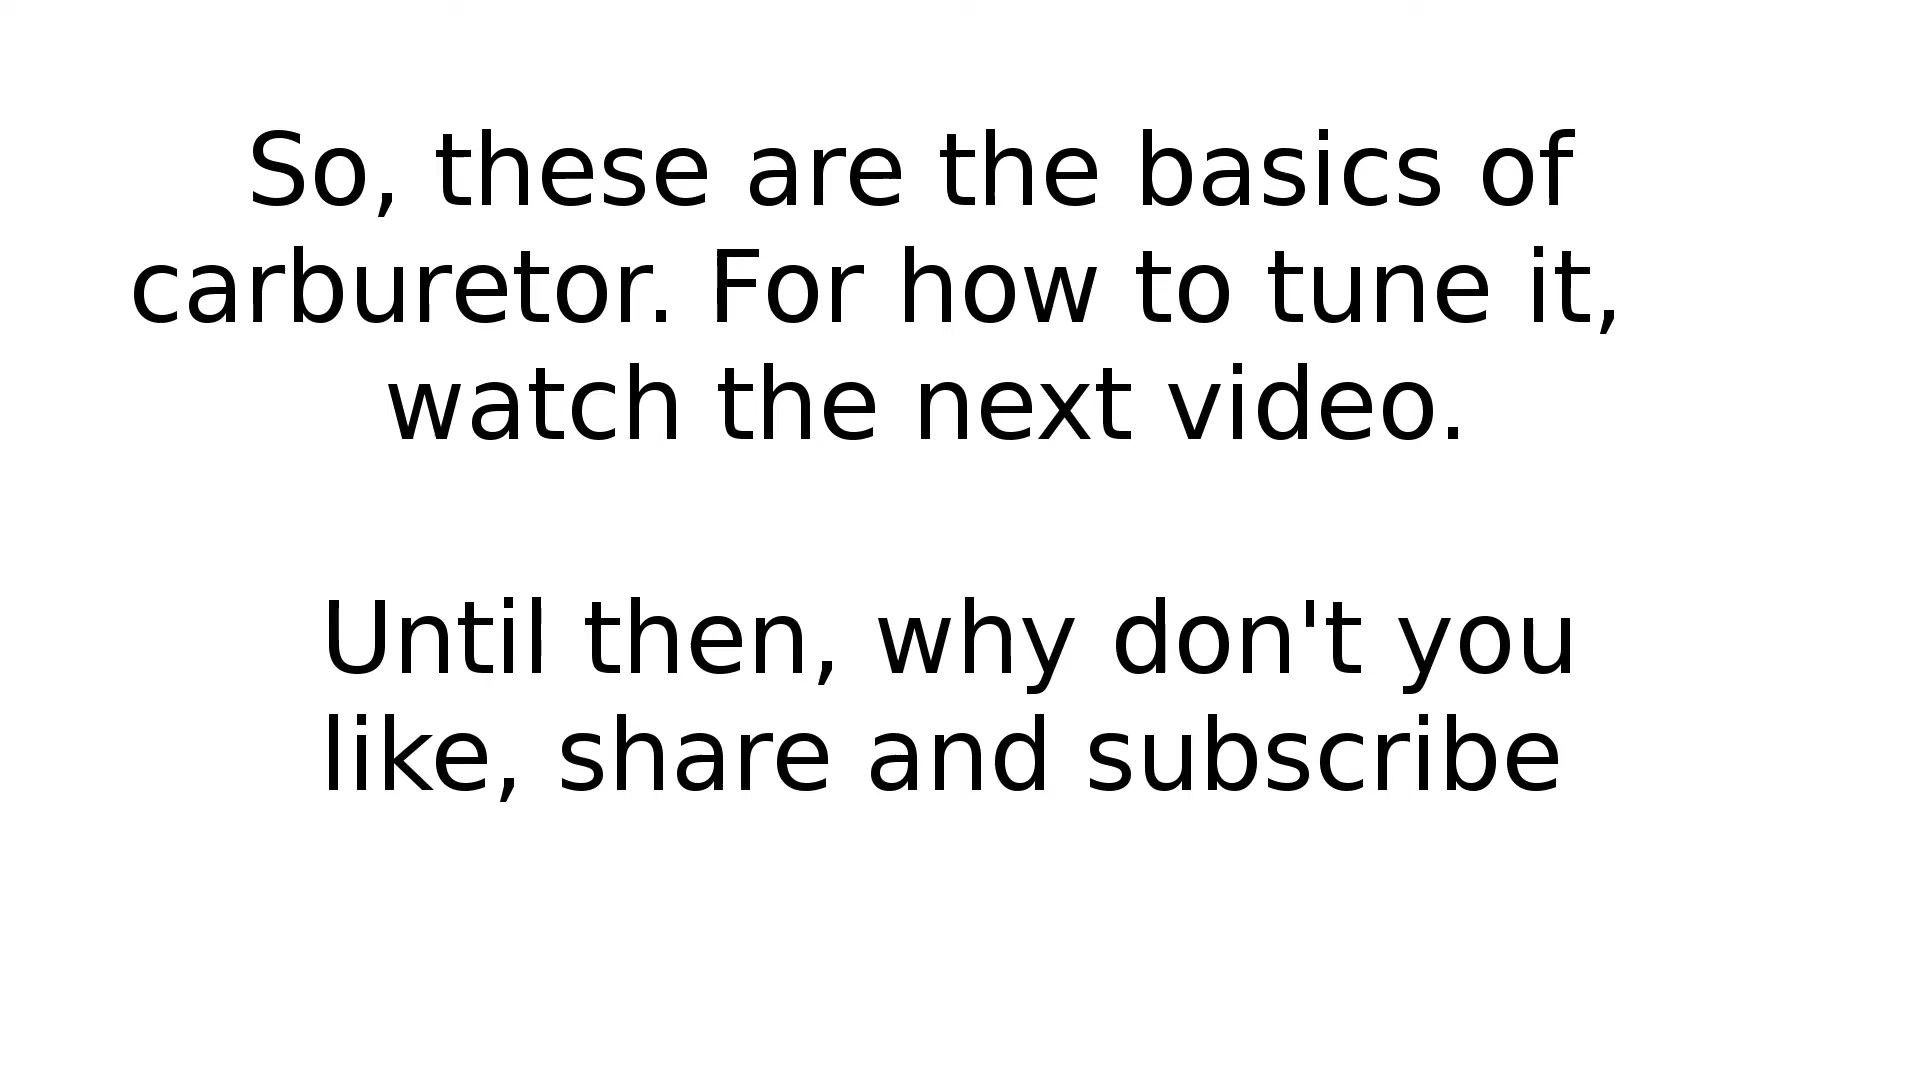 So, these are the basics of
carburetor. For how to tune it,
watch the next video.
Until then, why don't you
like, share and subscribe